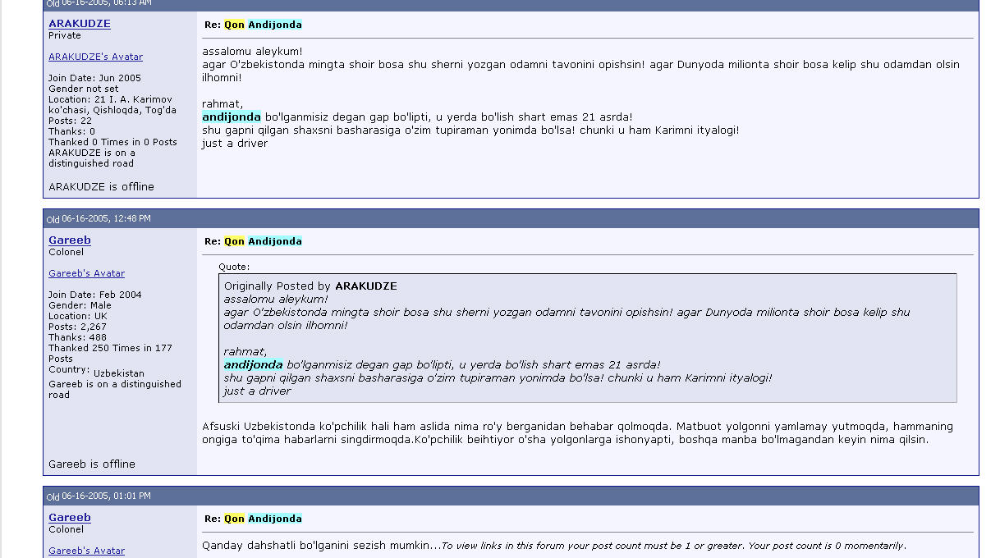 Old 06-16-2005, 06:13 AM
ARAKUDZE
Private
ARAKUDZE's Avatar
Join Date: Jun 2005
Gender not set
Location: 21 I. A. Karimov
ko'chasi, Qishloqda, Tog'da
Posts: 22
Thanks: 0
Thanked 0 Times in 0 Posts
ARAKUDZE is on a
distinguished road
ARAKUDZE is offline
Re: Qon Andijonda
assalomu aleykum!
agar O'zbekistonda mingta shoir bosa shu sherni yozgan odamni tavonini opishsin! agar Dunyoda milionta shoir bosa kelip shu odamdan olsin
ilhomni!
rahmat,
andijonda bo'lganmisiz degan gap bo'lipti, u yerda bo'lish shart emas 21 asrda!
shu gapni qilgan shaxsni basharasiga o'zim tupiraman yonimda bo'lsa! chunki u ham Karimni ityalogi!
just a driver
Old 06-16-2005, 12:48 PM
Gareeb
Colonel
Gareeb's Avatar
Join Date: Feb 2004
Gender: Male
Location: UK
Posts: 2,267
Thanks: 488
Thanked 250 Times in 177
Posts
Country: Uzbekistan
Gareeb is on a distinguished
road
Gareeb is offline
Re: Qon Andijonda
Quote:
Originally Posted by ARAKUDZE
assalomu aleykum!
agar O'zbekistonda mingta shoir bosa shu sherni yozgan odamni tavonini opishsin! agar Dunyoda milionta shoir bosa kelip shu
odamdan olsin ilhomni!
rahmat,
andijonda bo'lganmisiz degan gap bo'lipti, u yerda bo'lish shart emas 21 asrda!
shu gapni qilgan shaxsni basharasiga o'zim tupiraman yonimda bo'lsa! chunki u ham Karimni ityalogi!
just a driver
Afsuski Uzbekistonda ko'pchilik hali ham aslida nima ro'y berganidan behabar qolmoqda. Matbuot yolgonni yamlamay yutmoqda, hammaning
ongiga to'qima habarlarni singdirmoqda.Ko'pchilik beihtiyor o'sha yolgonlarga ishonyapti, boshqa manba bo'lmagandan keyin nima qilsin.
Old 06-16-2005, 01:01 PM
Gareeb
Colonel
Gareeb's Avatar
Re: Qon Andijonda
Qanday dahshatli bo'lganini sezish mumkin...To view links in this forum your post count must be 1 or greater. Your post count is 0 momentarily.